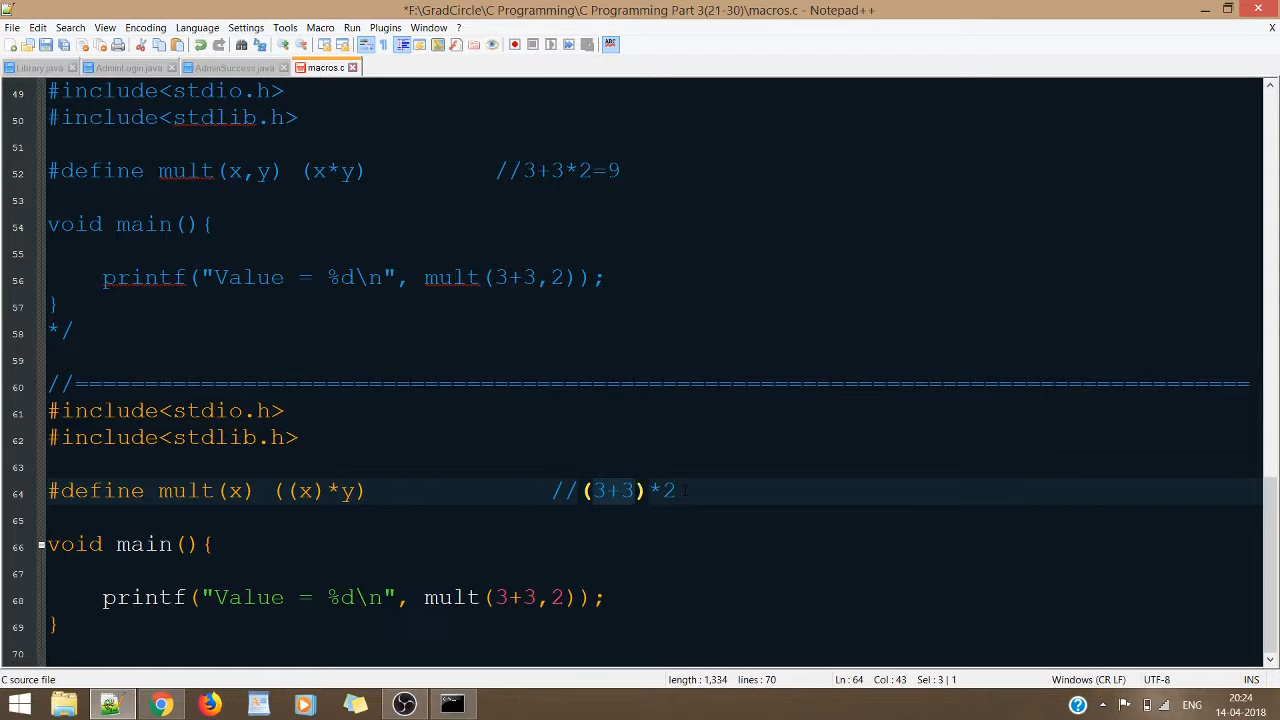 *F:\GradCircle\C Programming\C Programming Part 3(21-30)\macros.c - Notepad++
File Edit Search View Encoding Language Settings Tools Macro Run Plugins Window ? X
Library.java AdminLogin.java AdminSuccess.java macros.c
49 #include<stdio.h>
50 #include<stdlib.h>
51
52 #define mult(x,y) (x*y) //3+3*2=9
53
54 void main(){
55
56 printf("Value = %d\n", mult(3+3,2));
57 }
58 */
59
60 //======================================================================================
61 #include<stdio.h>
62 #include<stdlib.h>
63
64 #define mult(x) ((x)*y) //(3+3)*2
65
66 void main(){
67
68 printf("Value = %d\n", mult(3+3,2));
69 }
70
C source file length : 1,334 lines : 70 Ln : 64 Col : 43 Sel : 3 | 1 Windows (CR LF) UTF-8 INS
ENG 20:24
14-04-2018